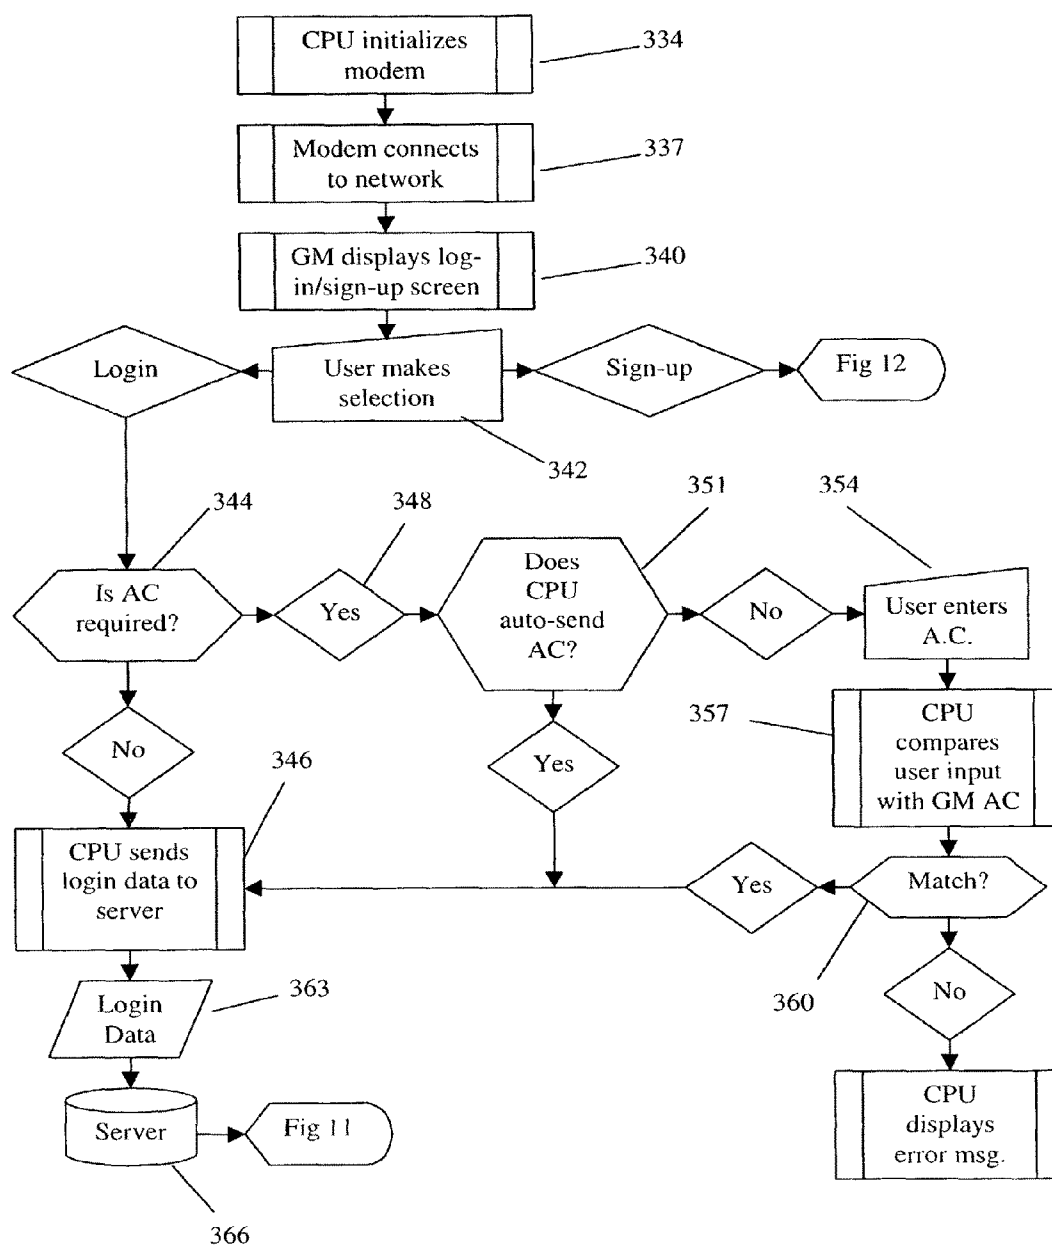 CPU initializes
modem
334
Modem connects
to network
337
GM displays log-
in/sign-up screen
340
Login
User makes
selection
Sign-up
Fig 12
342
344
348
351
354
Is AC
required?
Yes
Does
CPU
auto-send
AC?
No
User enters
A.C.
357
CPU
compares
user input
with GM AC
No
Yes
346
CPU sends
login data to
server
Yes
Match?
360
No
363
Login
Data
CPU
displays
error msg.
Server
Fig 11
366